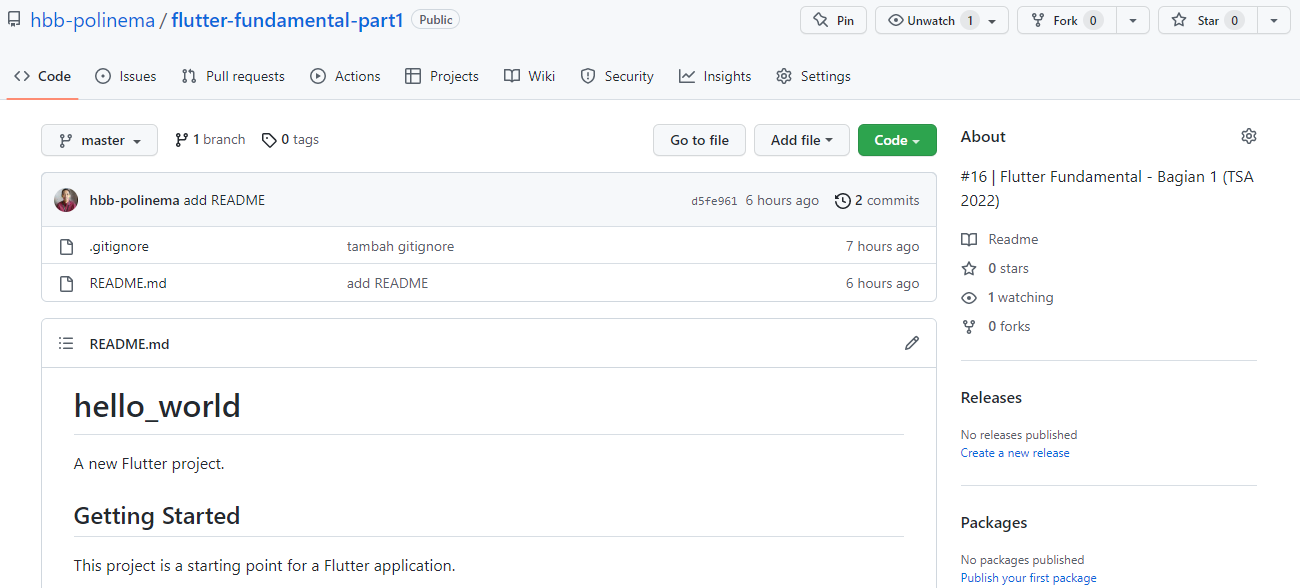 hbb-polinema / flutter-fundamental-part1 Public Pin Unwatch 1 Fork 0 Star 0
Code Issues Pull requests Actions Projects Wiki Security Insights Settings
master 1 branch 0 tags Go to file Add file Code
hbb-polinema add README d5fe961 6 hours ago 2 commits
.gitignore tambah gitignore 7 hours ago
README.md add README 6 hours ago
README.md
hello_world
A new Flutter project.
Getting Started
This project is a starting point for a Flutter application.
About
#16 | Flutter Fundamental - Bagian 1 (TSA
2022)
Readme
0 stars
1 watching
0 forks
Releases
No releases published
Create a new release
Packages
No packages published
Publish your first package